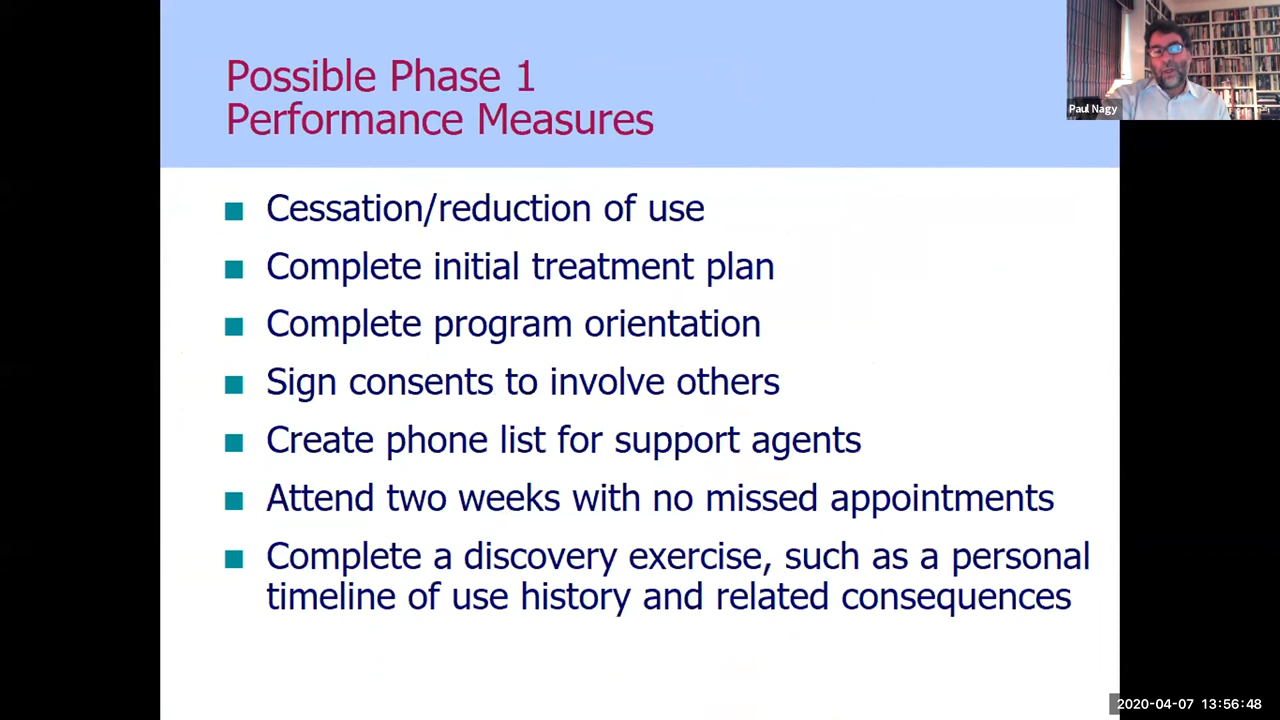 Possible Phase 1
Performance Measures
Paul Nagy
Cessation/reduction of use
Complete initial treatment plan
Complete program orientation
Sign consents to involve others
Create phone list for support agents
Attend two weeks with no missed appointments
Complete a discovery exercise, such as a personal
timeline of use history and related consequences
2020-04-07 13:56:48